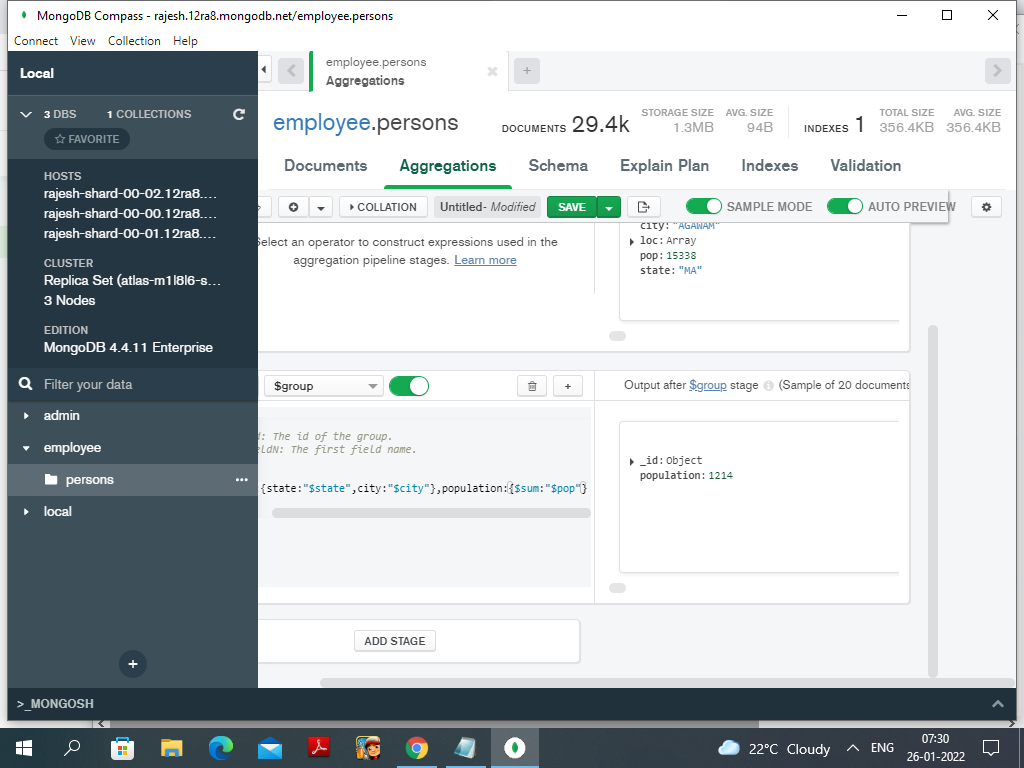 MongoDB Compass - rajesh.12ra8.mongodb.net/employee.persons
Connect View Collection Help
Local
3 DBS 1 COLLECTIONS
FAVORITE
HOSTS
rajesh-shard-00-02.12ra8....
rajesh-shard-00-00.12ra8....
rajesh-shard-00-01.12ra8....
CLUSTER
Replica Set (atlas-m1l8l6-s...
3 Nodes
EDITION
MongoDB 4.4.11 Enterprise
Filter your data
admin
employee
persons
local
employee.persons
Aggregations
employee.persons
DOCUMENTS 29.4k
STORAGE SIZE
1.3MB
AVG. SIZE
94B
INDEXES 1
TOTAL SIZE
356.4KB
AVG. SIZE
356.4KB
Documents Aggregations Schema Explain Plan Indexes Validation
COLLATION Untitled- Modified SAVE SAMPLE MODE AUTO PREVIEW
Select an operator to construct expressions used in the
aggregation pipeline stages. Learn more
city: "AGAWAM"
loc: Array
pop: 15338
state: "MA"
$group
Output after $group stage (Sample of 20 documents
: The id of the group.
eldN: The first field name.
{state:"$state",city:"$city"},population:{$sum:"$pop"}
_id: Object
population: 1214
ADD STAGE
>_MONGOSH
22°C Cloudy ENG
07:30
26-01-2022